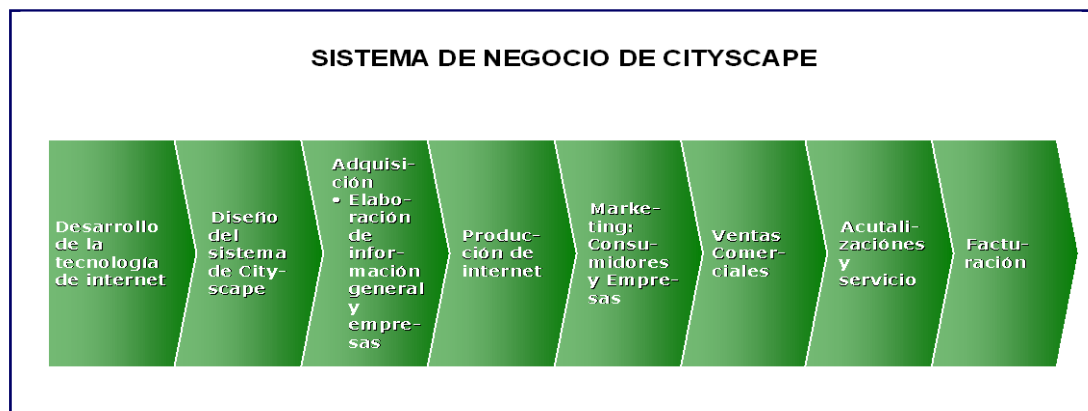 SISTEMA DE NEGOCIO DE CITYSCAPE
Desarrollo
de la
tecnología
de internet
Diseño
del
sistema
de City-
scape
Adquisi-
ción
• Elabo-
ración
de
infor-
mación
general
y
empre-
sas
Produc-
ción de
internet
Marke-
ting:
Consu-
midores
y Empre-
sas
Ventas
Comer-
ciales
Acutali-
zaciónes
y
servicio
Factu-
ración